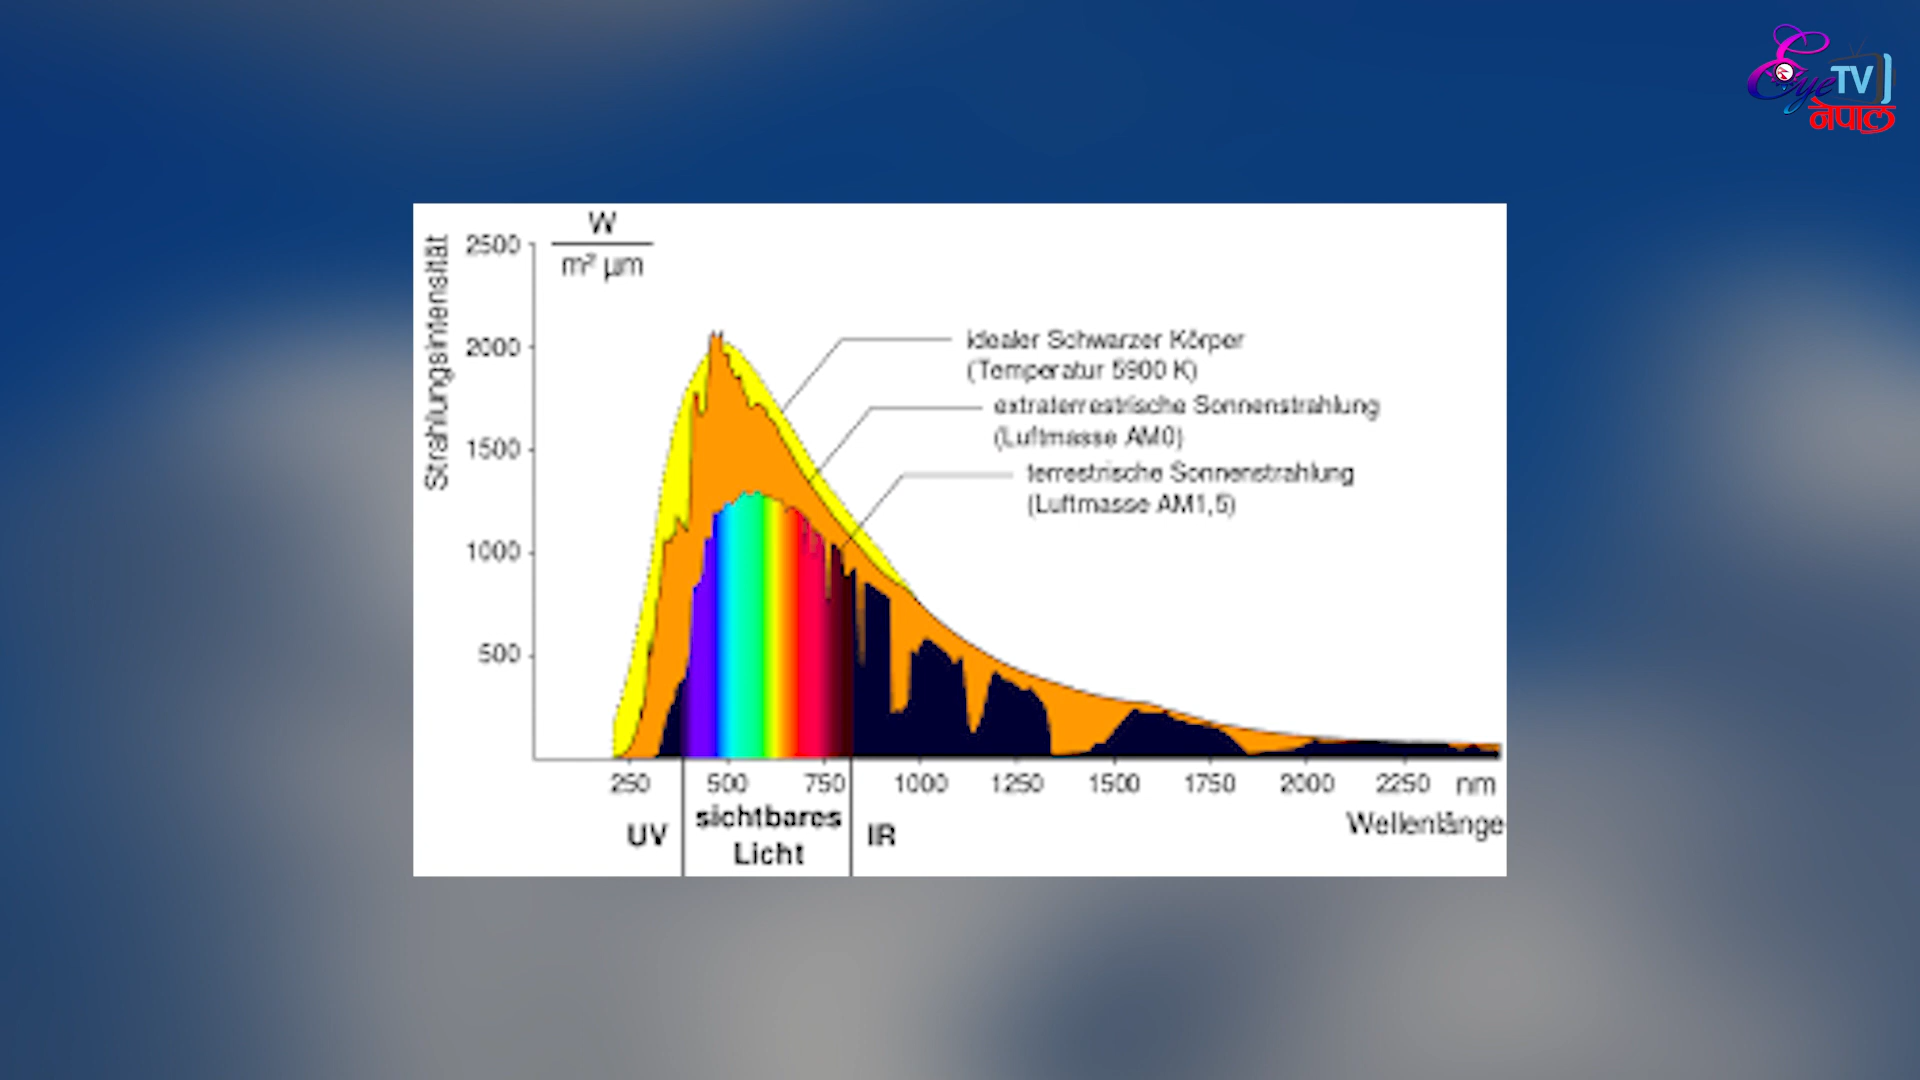 EyeTV
नेपाल
W
m² µm
Strahlungsintensität
2500
2000
1500
1000
500
idealer Schwarzer Körper
(Temperatur 5900 K)
extraterrestrische Sonnenstrahlung
(Luftmasse AM0)
terrestrische Sonnenstrahlung
(Luftmasse AM1,5)
250 500 750 1000 1250 1500 1750 2000 2250 nm
Wellenlänge
UV sichtbares IR
Licht